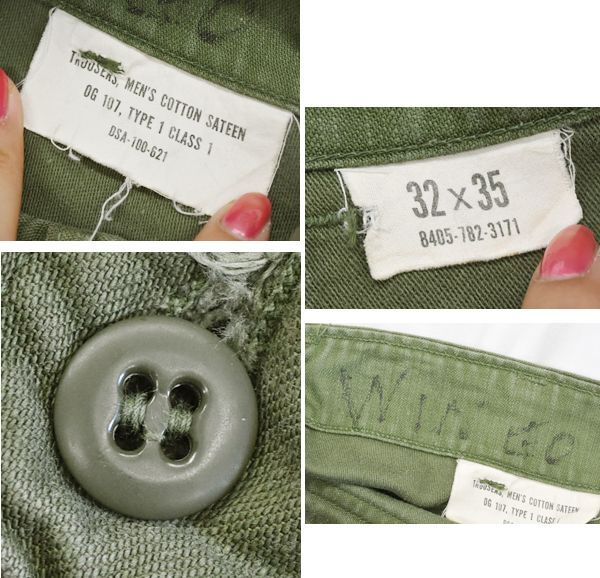 TROUSERS, MEN'S COTTON SATEEN
OG 107, TYPE 1 CLASS 1
DSA-100-621
32 x 35
8405-782-3171
TROUSERS, MEN'S COTTON SATEEN
OG 107, TYPE 1 CLASS